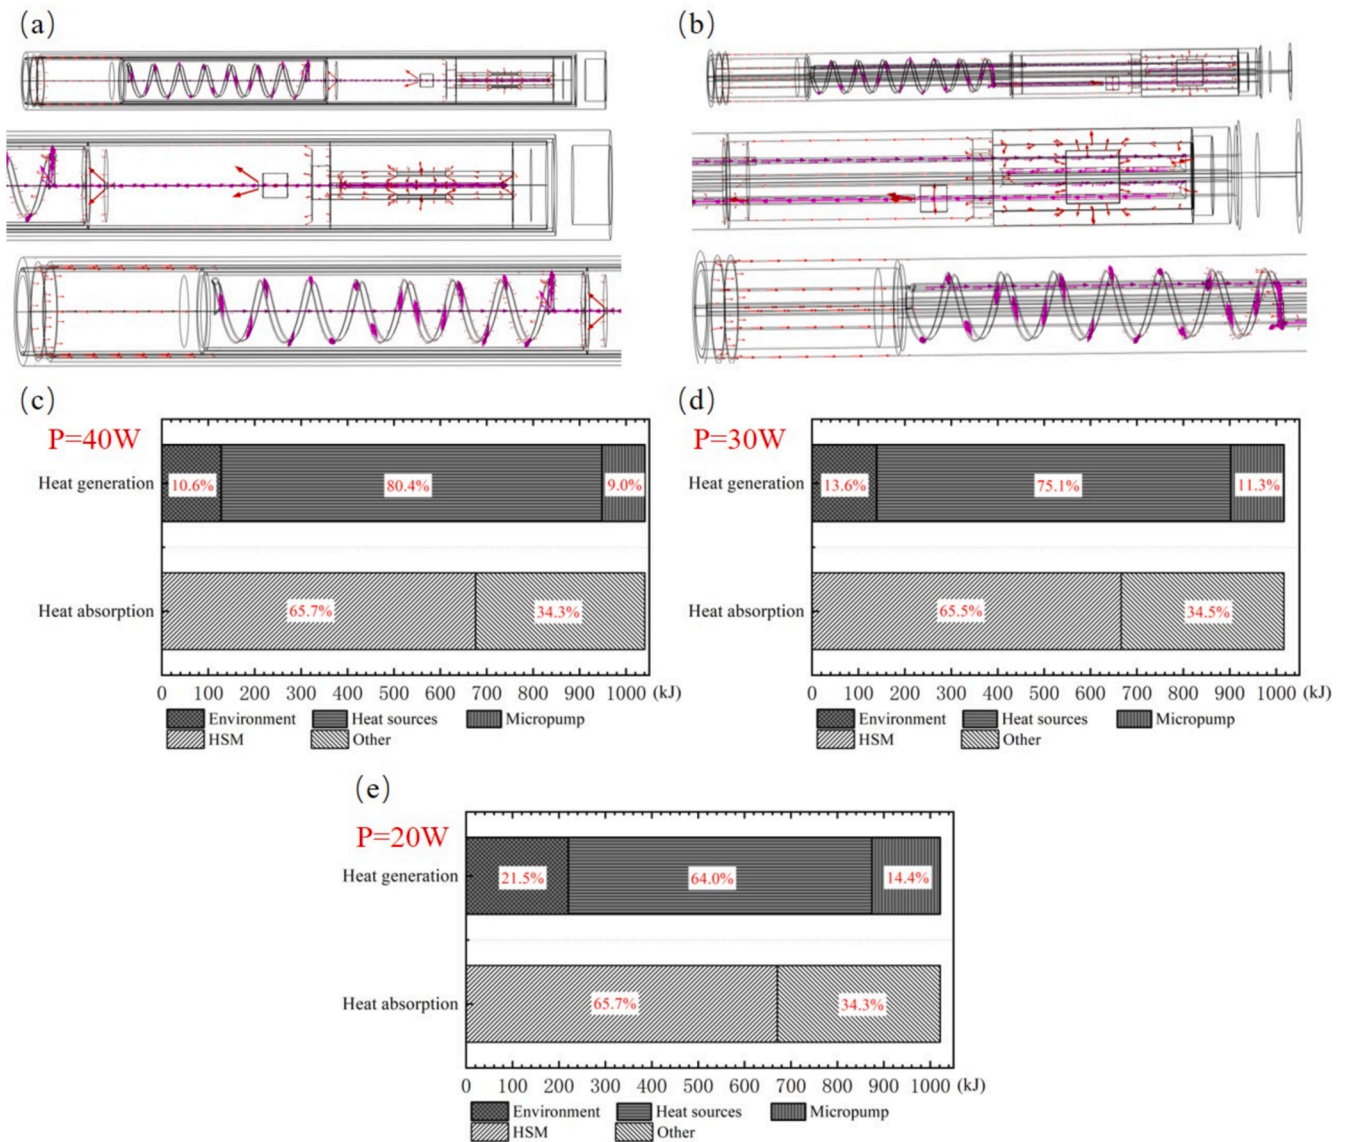 (a)
(b)
(c)
P=40W
Heat generation
10.6%
80.4%
9.0%
Heat absorption
65.7%
34.3%
0 100 200 300 400 500 600 700 800 900 1000 (kJ)
Environment Heat sources Micropump
HSM Other
(d)
P=30W
Heat generation
13.6%
75.1%
11.3%
Heat absorption
65.5%
34.5%
0 100 200 300 400 500 600 700 800 900 1000 (kJ)
Environment Heat sources Micropump
HSM Other
(e)
P=20W
Heat generation
21.5%
64.0%
14.4%
Heat absorption
65.7%
34.3%
0 100 200 300 400 500 600 700 800 900 1000 (kJ)
Environment Heat sources Micropump
HSM Other